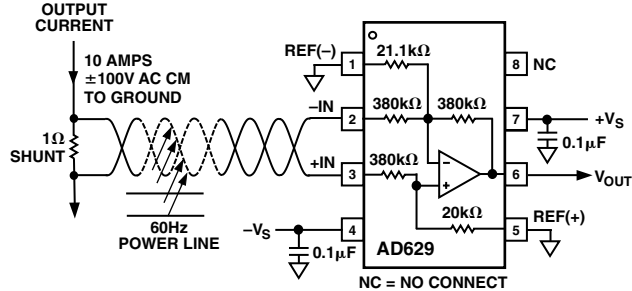 OUTPUT
CURRENT
10 AMPS
±100V AC CM
TO GROUND
1Ω
SHUNT
60Hz
POWER LINE
REF(–)
1
21.1kΩ
8
NC
–IN
2
380kΩ
380kΩ
7
+VS
0.1µF
+IN
3
380kΩ
–
+
6
VOUT
–VS
4
0.1µF
20kΩ
5
REF(+)
AD629
NC = NO CONNECT